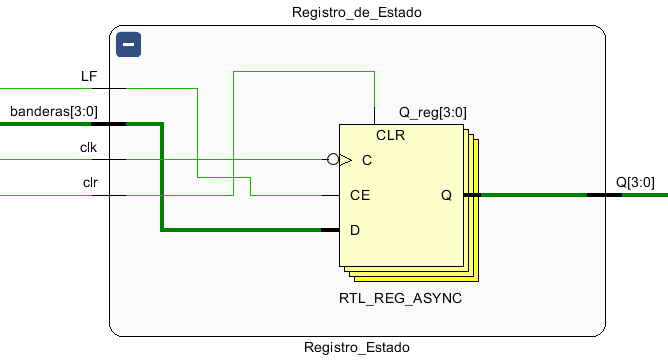 Registro_de_Estado
LF
banderas[3:0]
clk
clr
Q_reg[3:0]
CLR
C
CE
Q
D
Q[3:0]
RTL_REG_ASYNC
Registro_Estado